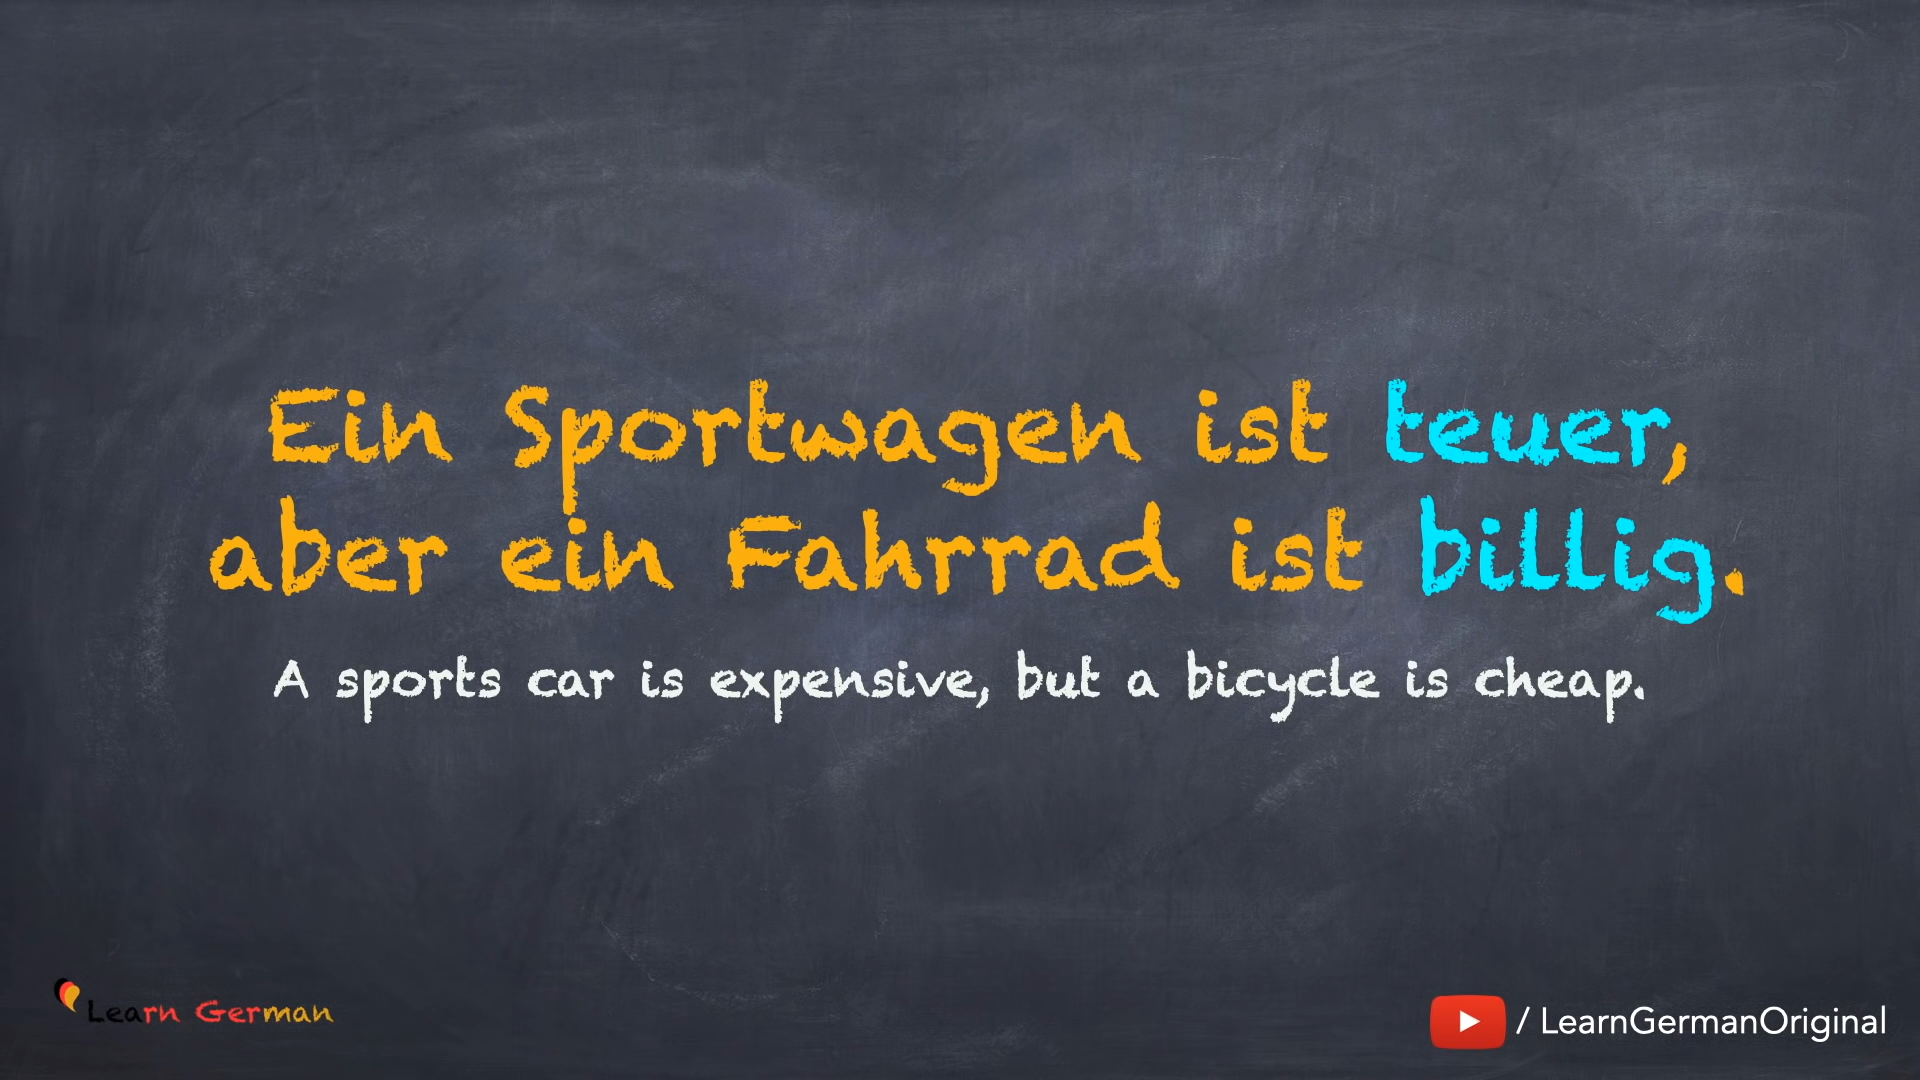 Ein Sportwagen ist teuer,
aber ein Fahrrad ist billig.
A sports car is expensive, but a bicycle is cheap.
Learn German
/ LearnGermanOriginal